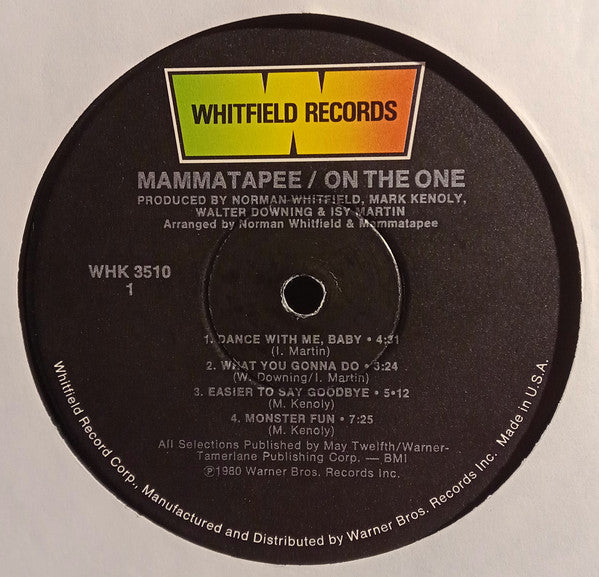 WHITFIELD RECORDS
MAMMATAPEE / ON THE ONE
PRODUCED BY NORMAN WHITFIELD, MARK KENOLY,
WALTER DOWNING & ISY MARTIN
Arranged by Norman Whitfield & Mammatapee
WHK 3510
1
1. DANCE WITH ME, BABY • 4:31
(I. Martin)
2. WHAT YOU GONNA DO • 3:24
(W. Downing/I. Martin)
3. EASIER TO SAY GOODBYE • 5:12
(M. Kenoly)
4. MONSTER FUN • 7:25
(M. Kenoly)
All Selections Published by May Twelfth/Warner-
Tamerlane Publishing Corp. — BMI
℗1980 Warner Bros. Records Inc.
Whitfield Record Corp., Manufactured and Distributed by Warner Bros. Records Inc. Made in U.S.A.